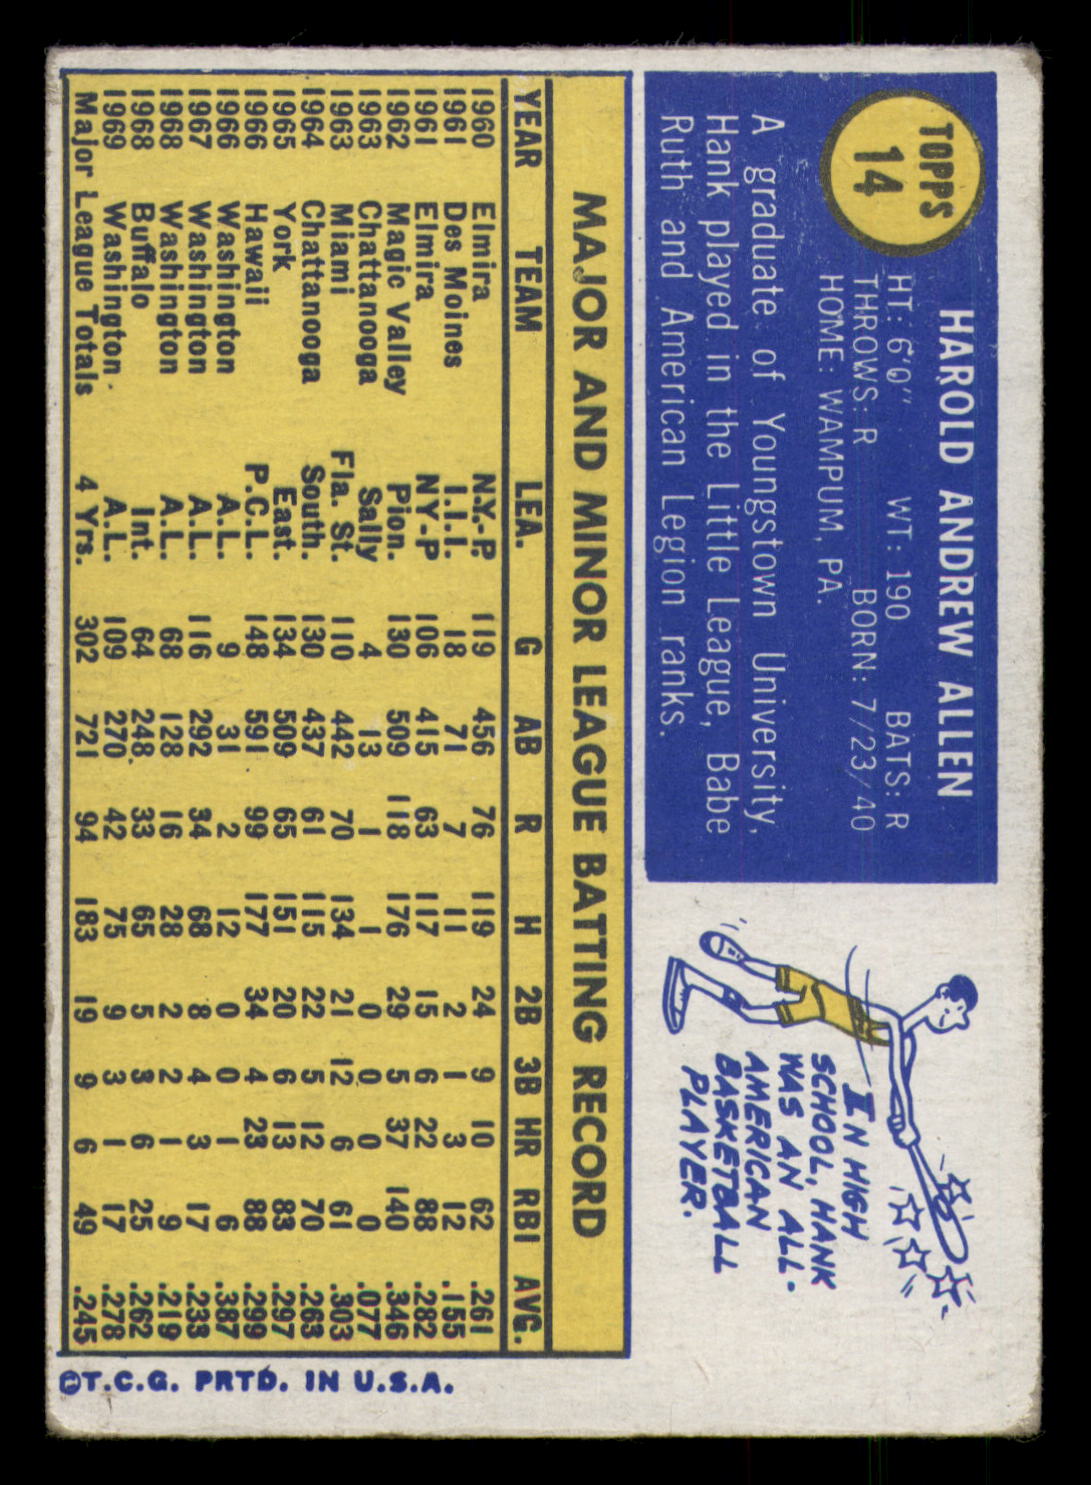 TOPPS
14
HAROLD ANDREW ALLEN
HT: 6'0" WT: 190 BATS: R
THROWS: R BORN: 7/23/40
HOME: WAMPUM, PA.
A graduate of Youngstown University,
Hank played in the Little League, Babe
Ruth and American Legion ranks.
IN HIGH
SCHOOL, HANK
WAS AN ALL-
AMERICAN
BASKETBALL
PLAYER.
MAJOR AND MINOR LEAGUE BATTING RECORD
YEAR TEAM LEA. G AB R H 2B 3B HR RBI AVG.
1960 Elmira N.Y.-P. 119 456 76 119 24 9 10 62 .261
1961 Des Moines I.I.I. 18 71 7 11 2 1 3 12 .155
1961 Elmira NY-P 106 415 63 117 15 6 22 88 .282
1962 Magic Valley Pion. 130 509 118 176 29 5 37 140 .346
1963 Chattanooga Sally 4 13 1 1 0 0 0 0 .077
1963 Miami Fla. St. 110 442 70 134 21 12 6 61 .303
1964 Chattanooga South. 130 437 61 115 22 5 12 70 .263
1965 York East. 134 509 65 151 20 6 13 83 .297
1966 Hawaii P.C.L. 148 591 99 177 34 4 23 88 .299
1966 Washington A.L. 9 31 2 12 0 0 1 6 .387
1967 Washington A.L. 116 292 34 68 8 4 3 17 .233
1968 Washington A.L. 68 128 16 28 2 2 1 9 .219
1968 Buffalo Int. 64 248 33 65 5 3 6 25 .262
1969 Washington A.L. 109 270 42 75 9 3 1 17 .278
Major League Totals 4 Yrs. 302 721 94 183 19 9 6 49 .245
©T.C.G. PRTD. IN U.S.A.